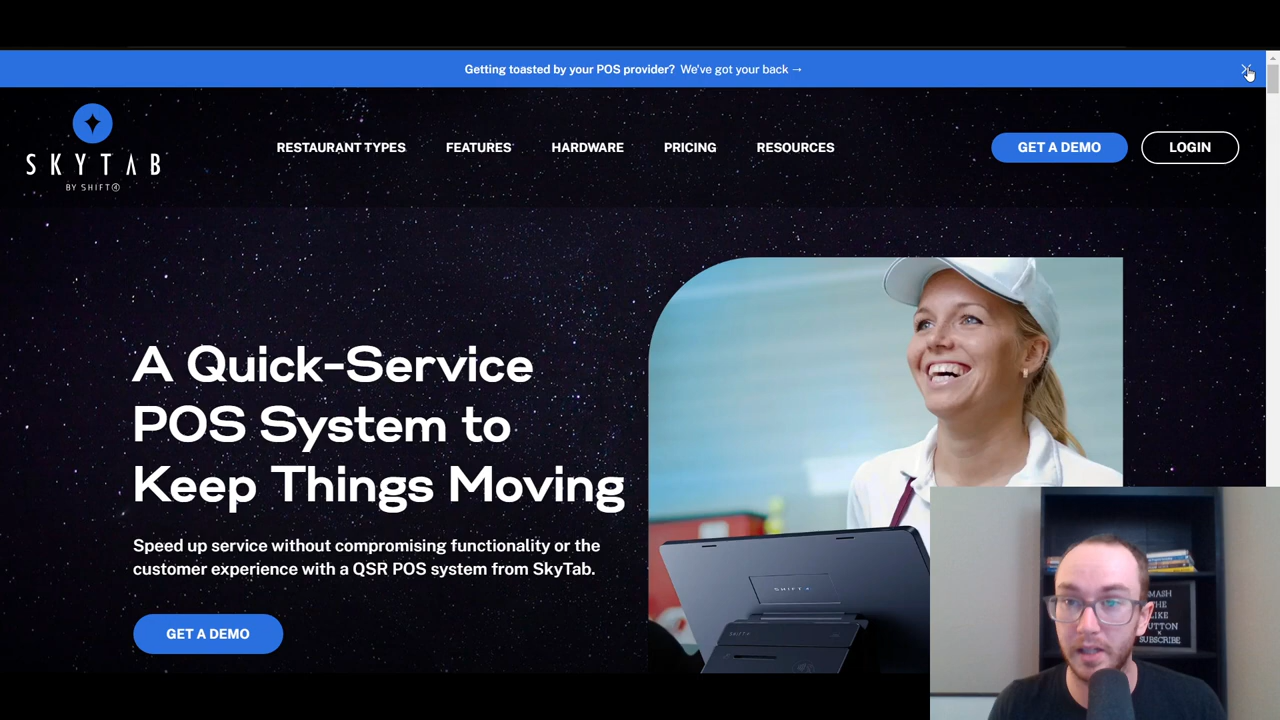 Getting toasted by your POS provider? We've got your back →
SKYTAB
BY SHIFT4
RESTAURANT TYPES
FEATURES
HARDWARE
PRICING
RESOURCES
GET A DEMO
LOGIN
A Quick-Service
POS System to
Keep Things Moving
Speed up service without compromising functionality or the
customer experience with a QSR POS system from SkyTab.
GET A DEMO
SHIFT4
SHIFT4
SMASH
THE
LIKE
BUTTON
SUBSCRIBE